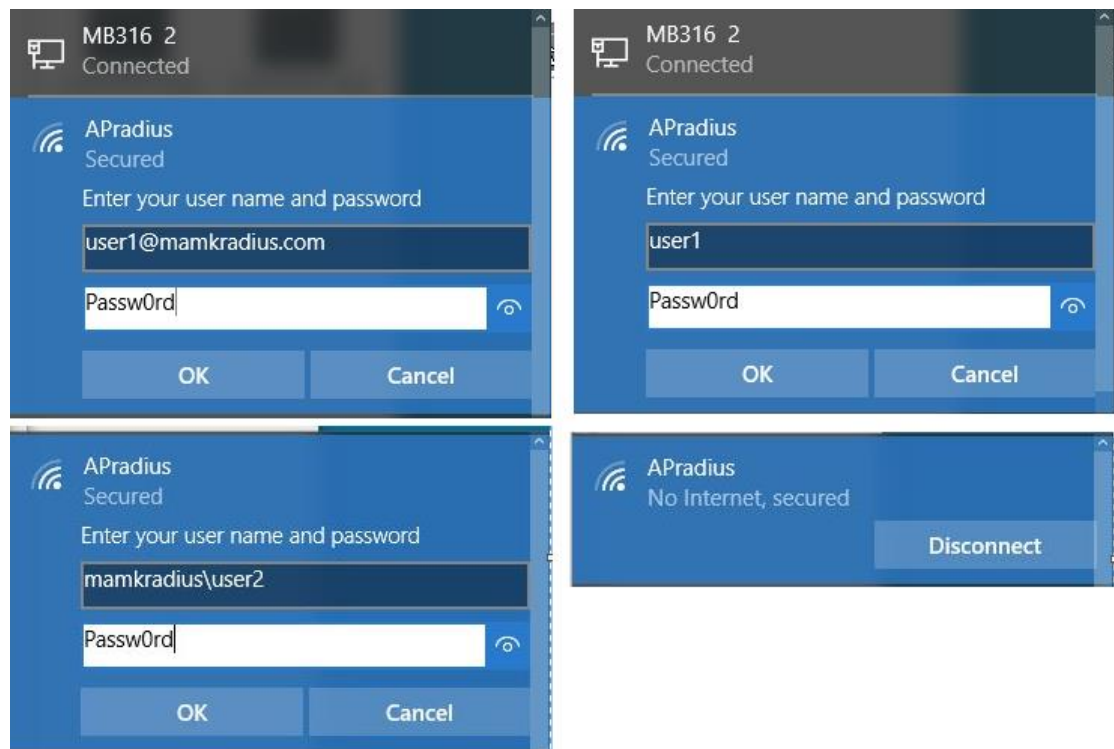 MB316 2
Connected
APradius
Secured
Enter your user name and password
user1@mamkradius.com
Passw0rd
OK Cancel
MB316 2
Connected
APradius
Secured
Enter your user name and password
user1
Passw0rd
OK Cancel
APradius
Secured
Enter your user name and password
mamkradius\user2
Passw0rd
OK Cancel
APradius
No Internet, secured
Disconnect